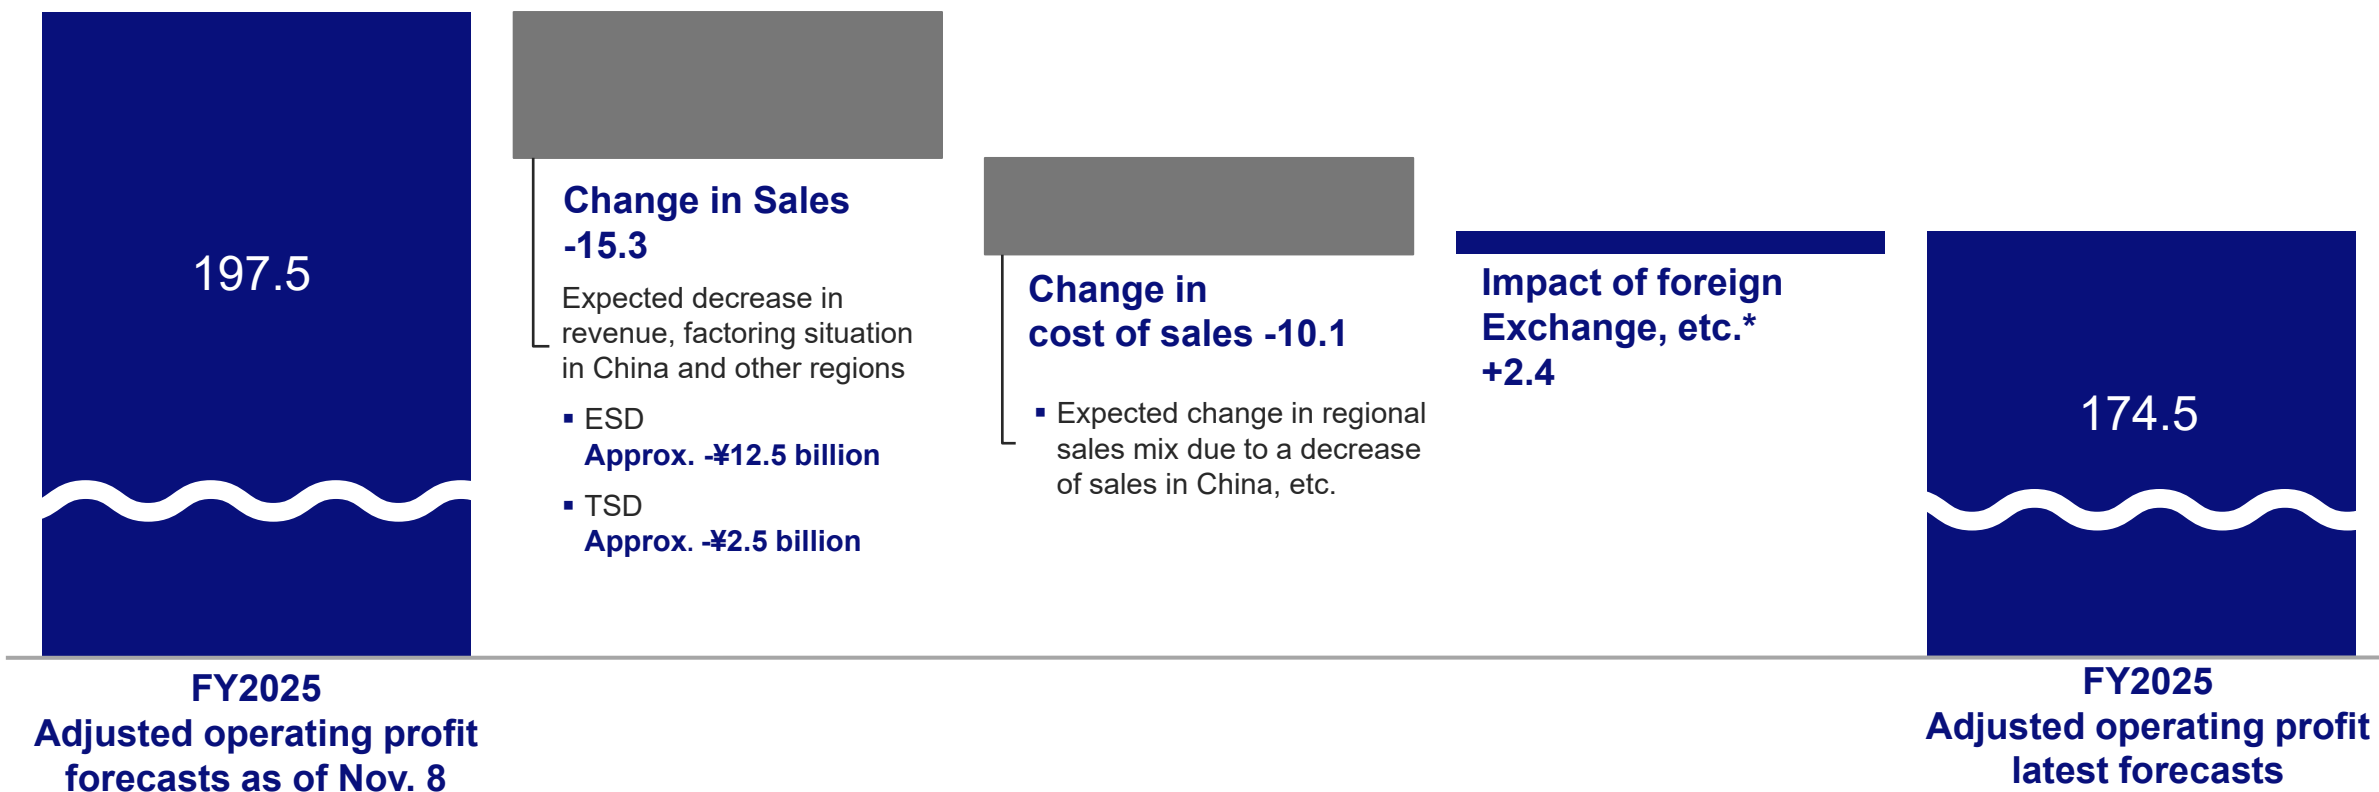 197.5
FY2025
Adjusted operating profit
forecasts as of Nov. 8
Change in Sales
-15.3
Expected decrease in
revenue, factoring situation
in China and other regions
▪ ESD
Approx. -¥12.5 billion
▪ TSD
Approx. -¥2.5 billion
Change in
cost of sales -10.1
▪ Expected change in regional
sales mix due to a decrease
of sales in China, etc.
Impact of foreign
Exchange, etc.*
+2.4
174.5
FY2025
Adjusted operating profit
latest forecasts